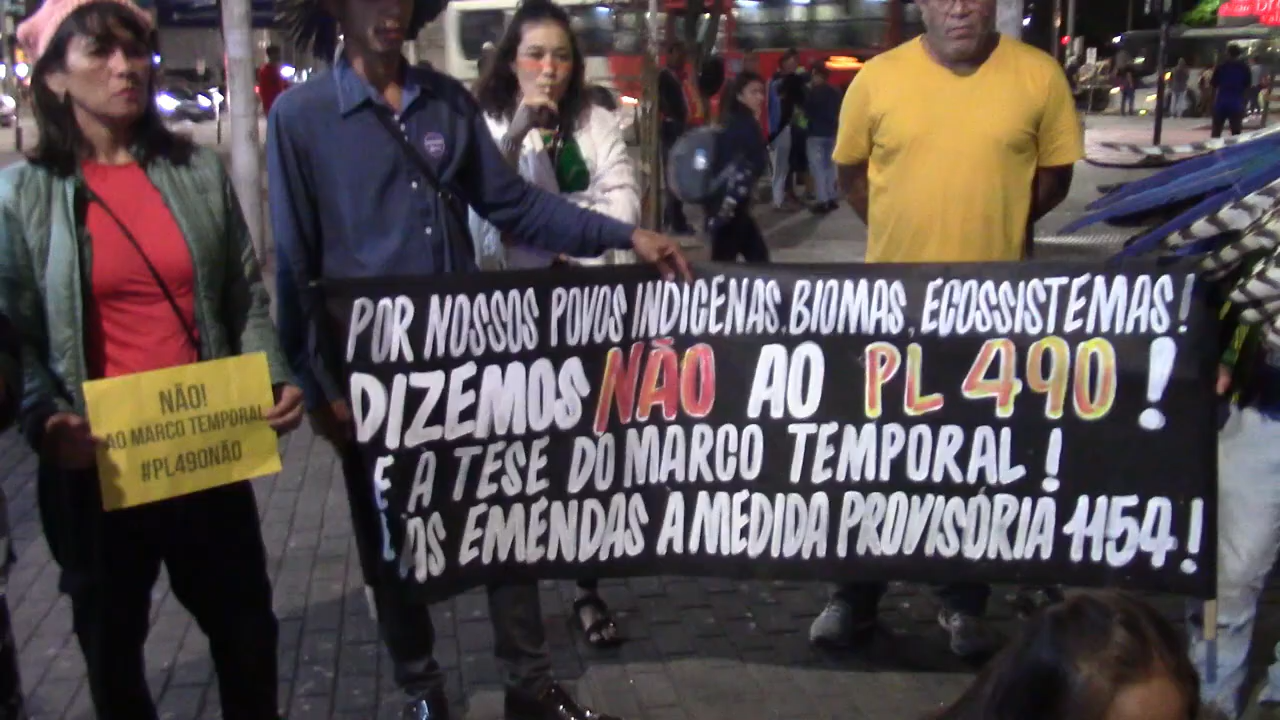 POR NOSSOS POVOS INDIGENAS, BIOMAS, ECOSSISTEMAS!
DIZEMOS NÃO AO PL 490!
E À TESE DO MARCO TEMPORAL!
E ÀS EMENDAS A MEDIDA PROVISÓRIA 1154!
NÃO!
AO MARCO TEMPORAL
#PL490NÃO